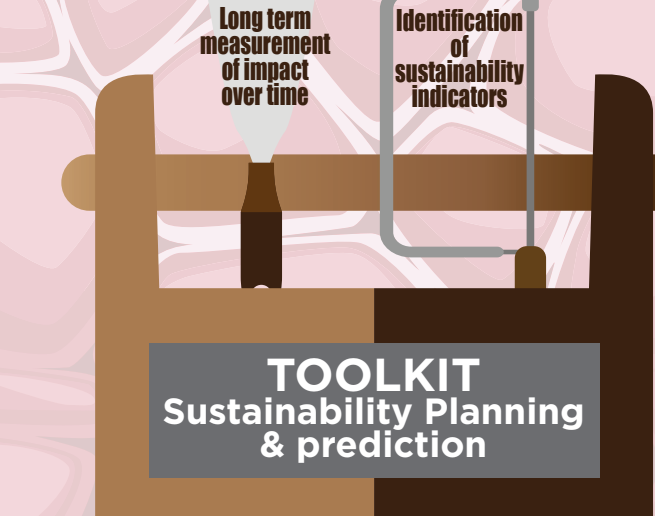 Long term
measurement
of impact
over time
Identification
of
sustainability
indicators
TOOLKIT
Sustainability Planning
& prediction